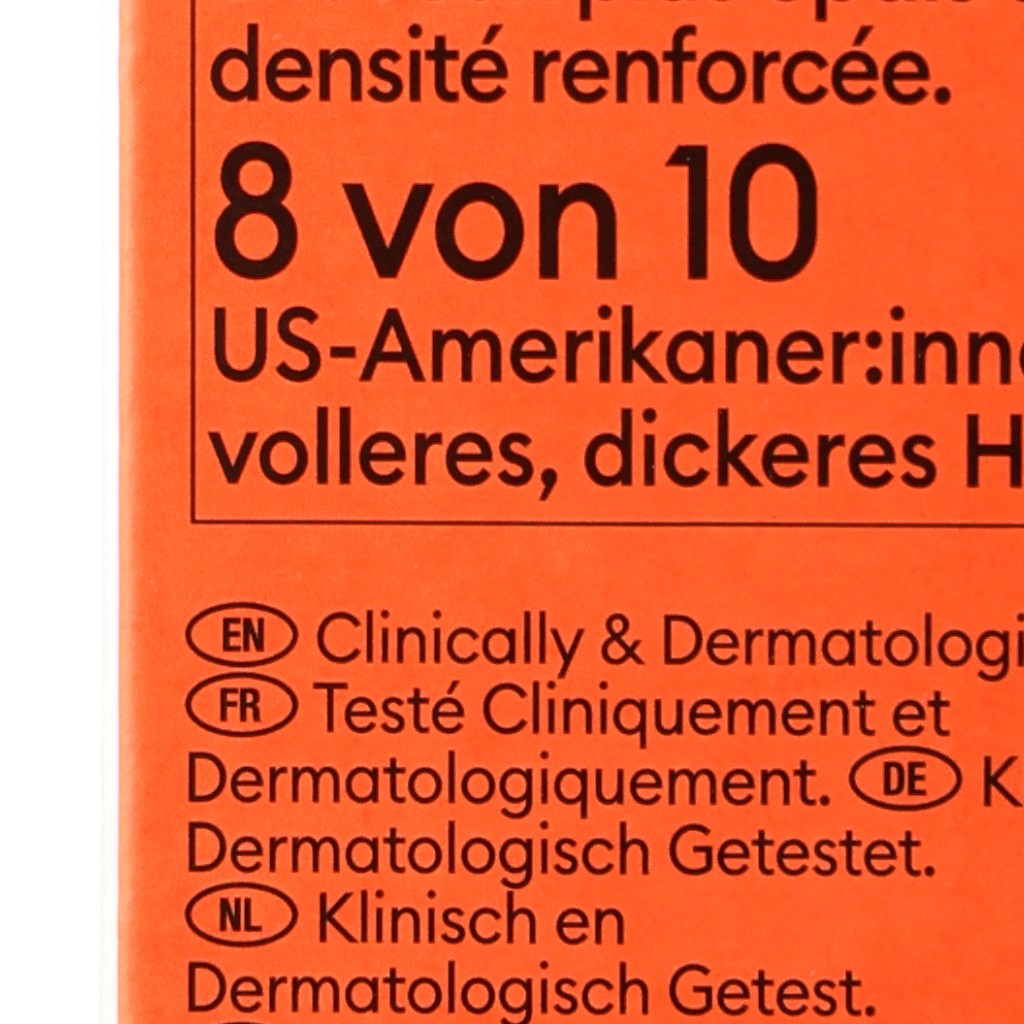 densité renforcée.
8 von 10
US-Amerikaner:inn
volleres, dickeres H
EN Clinically & Dermatologi
FR Testé Cliniquement et
Dermatologiquement. DE K
Dermatologisch Getestet.
NL Klinisch en
Dermatologisch Getest.